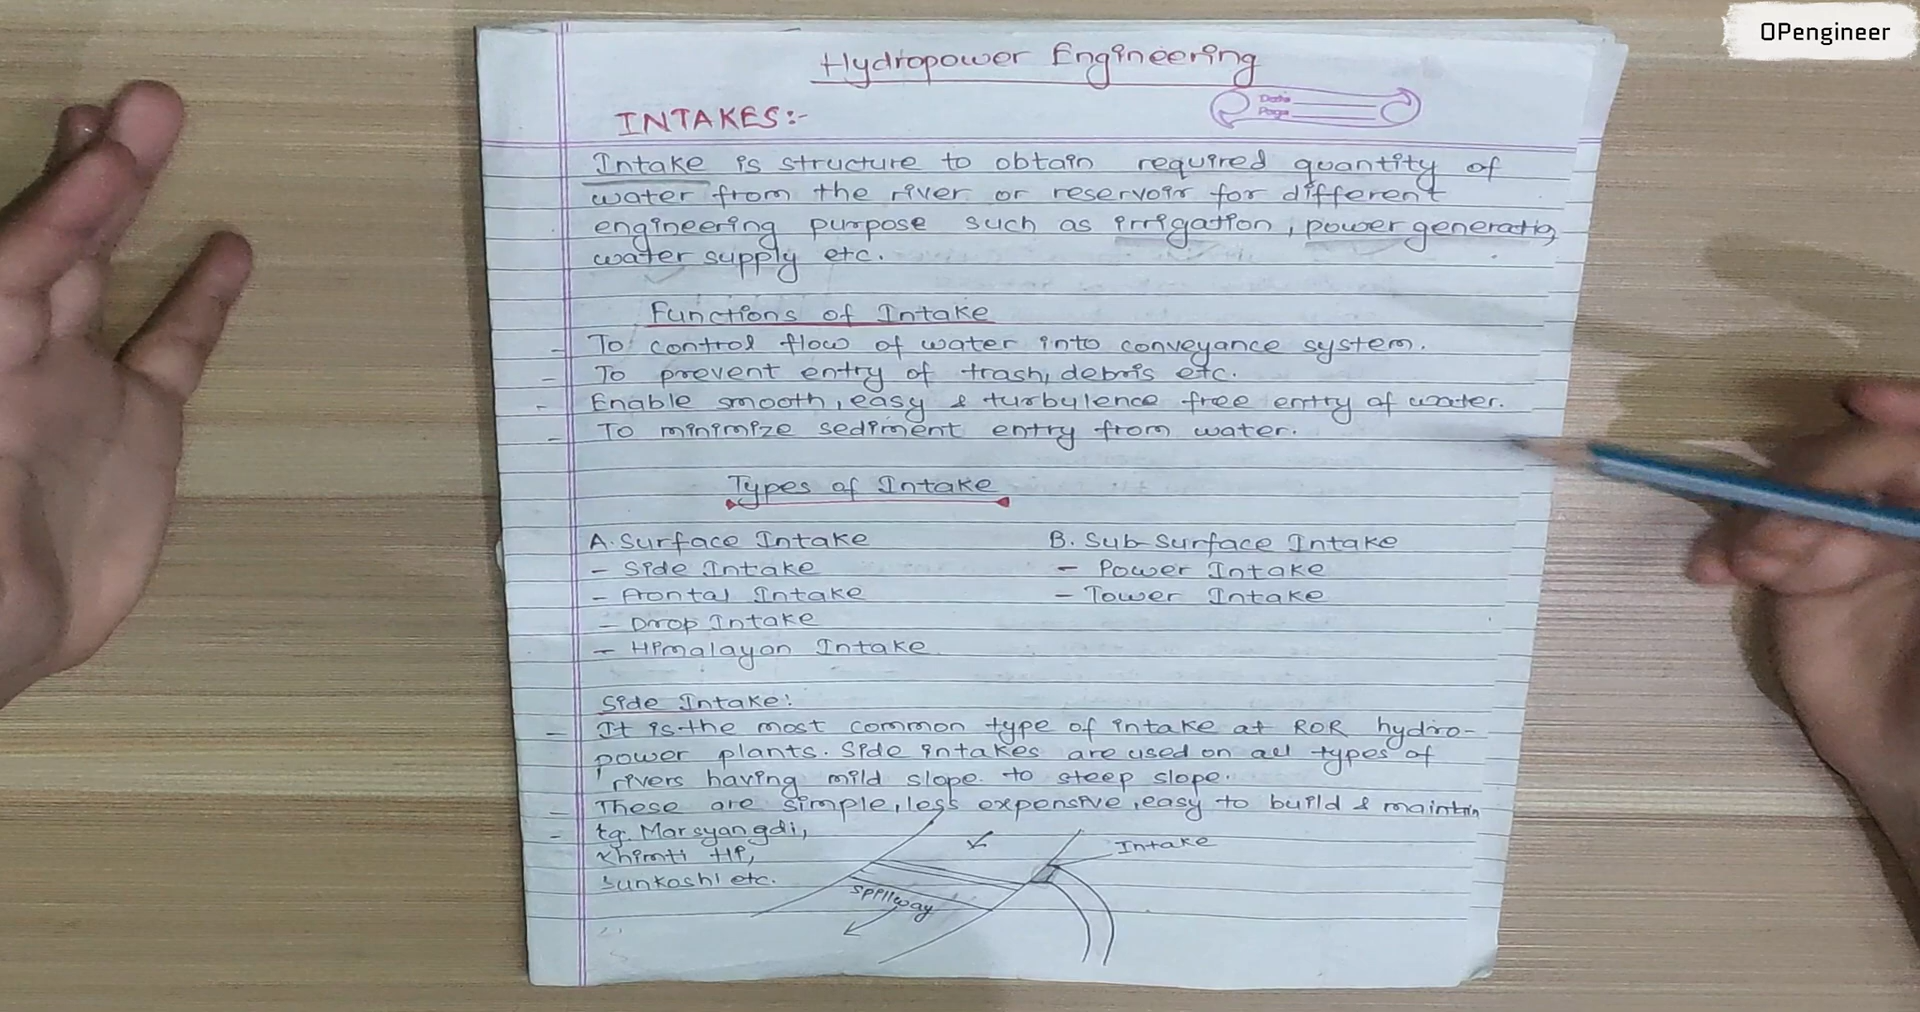 OPengineer
Hydropower Engineering
Date
Page
INTAKES:-
Intake is structure to obtain required quantity of
water from the river or reservoir for different
engineering purpose such as irrigation, power generatio
water supply etc.
Functions of Intake
- To control flow of water into conveyance system.
- To prevent entry of trash, debris etc.
- Enable smooth, easy & turbulence free entry of water.
- To minimize sediment entry from water.
Types of Intake
A. Surface Intake
- Side Intake
- Frontal Intake
- Drop Intake
- Himalayan Intake
B. Sub-Surface Intake
- Power Intake
- Tower Intake
Side Intake:
- It is the most common type of intake at ROR hydro-
power plants. Side intakes are used on all types of
rivers having mild slope to steep slope.
- These are simple, less expensive, easy to build & maintain
- Eg. Marsyangdi,
Khimti HP,
Sunkoshi etc.
Intake
Spillway